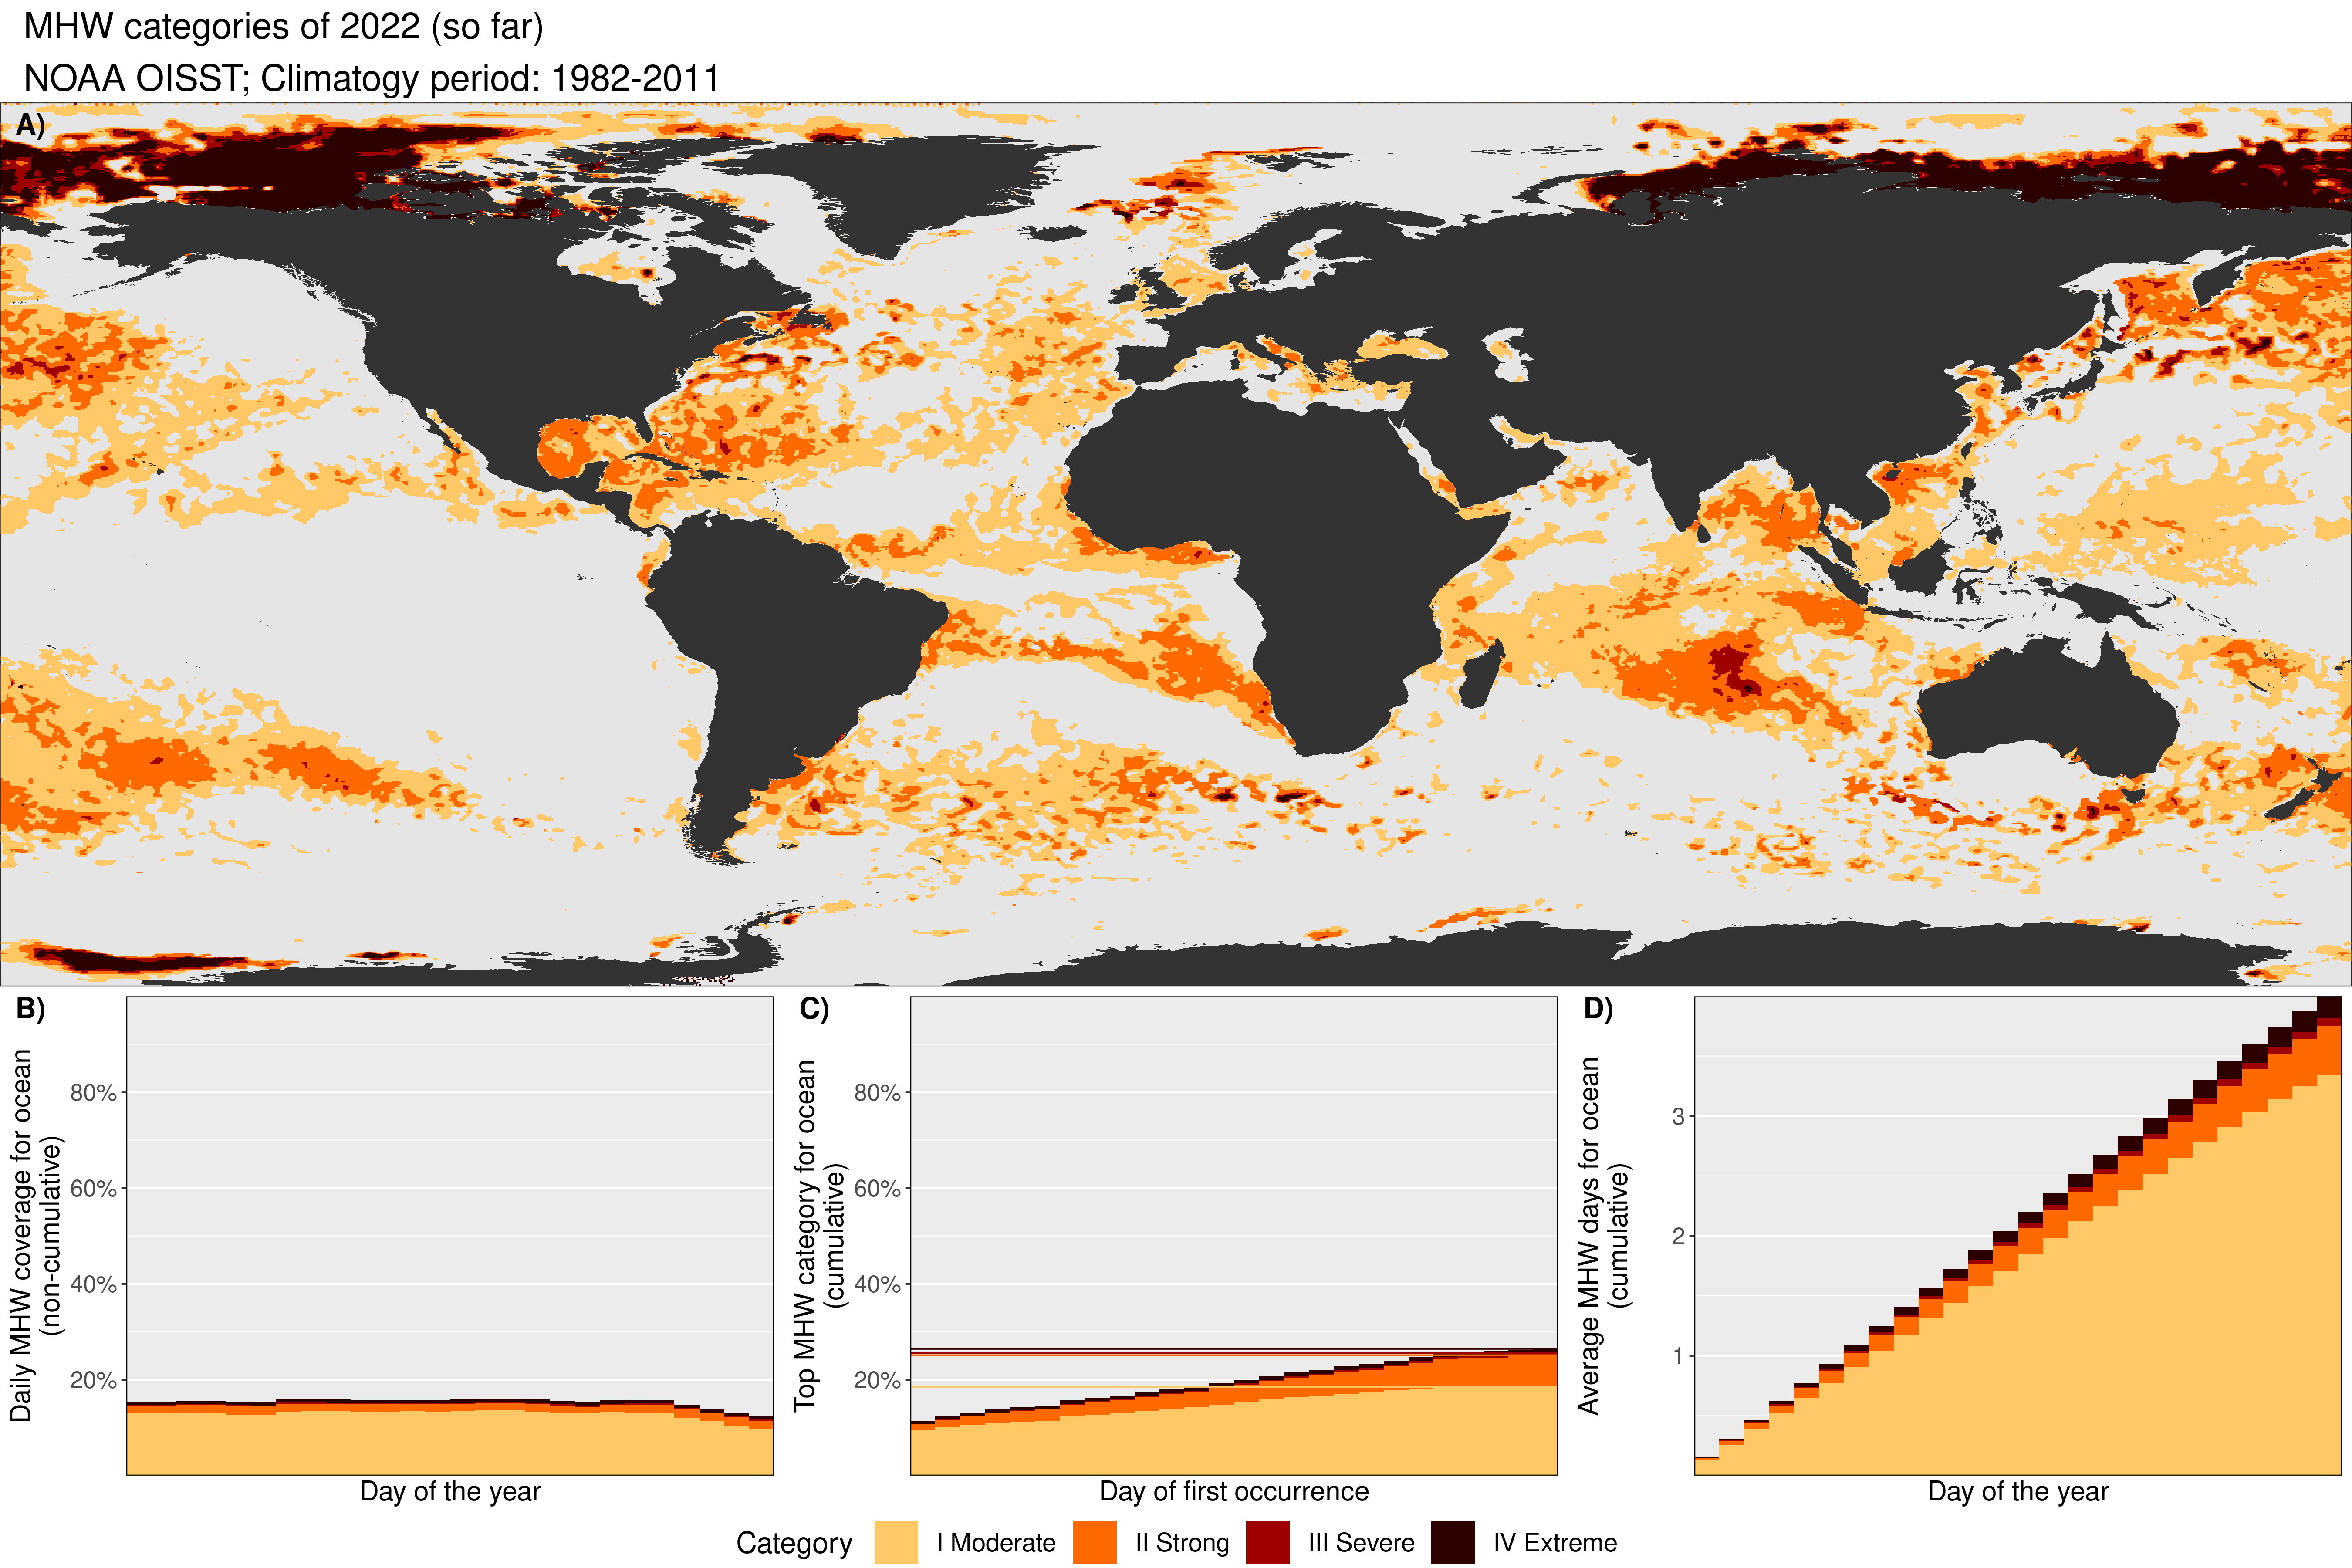 MHW categories of 2022 (so far)
NOAA OISST; Climatogy period: 1982-2011
A)
B)
Daily MHW coverage for ocean
(non-cumulative)
80%
60%
40%
20%
Day of the year
C)
Top MHW category for ocean
(cumulative)
80%
60%
40%
20%
Day of first occurrence
D)
Average MHW days for ocean
(cumulative)
3
2
1
Day of the year
Category I Moderate II Strong III Severe IV Extreme